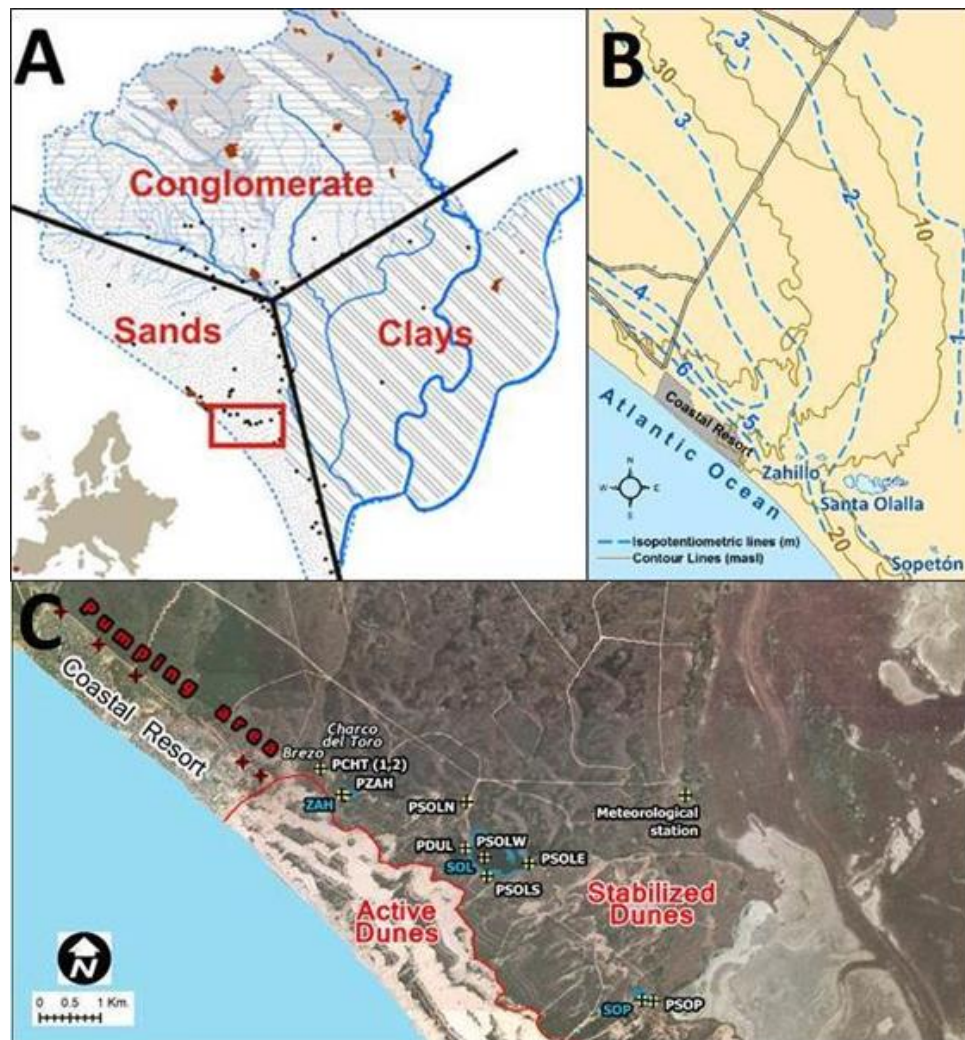 A
Conglomerate
Sands
Clays
B
30
3
3
2
10
1
4
6
5
Coastal Resort
Atlantic Ocean
Zahillo
Santa Olalla
20
Sopetón
N
W
C
S
Isopotentiometric lines (m)
Contour Lines (masl)
C
Pumping area
Coastal Resort
Charco
del Toro
Brezo
PCHT (1,2)
PZAH
ZAH
PSOLN
Meteorological
station
PDUL
PSOLW
SOL
PSOLE
PSOLS
Active
Dunes
Stabilized
Dunes
SOP
PSOP
N
0 0.5 1 Km.